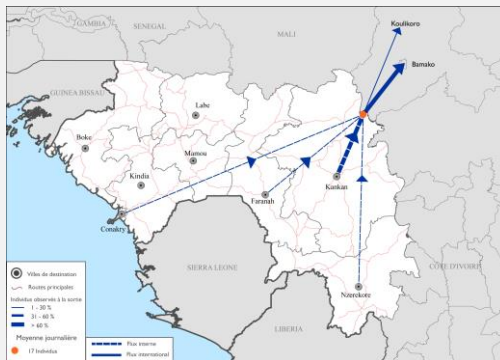 Koulikoro
GAMBIA
SENEGAL
MALI
Bamako
GUINEA BISSAU
Labe
Boke
Mamou
Kindia
Kankan
Faranah
Conakry
SIERRA LEONE
CÔTE D'IVOIRE
Nzerekore
LIBERIA
Villes de destination
Routes principales
Individus observés à la sortie
1 - 30 %
31 - 60 %
> 60 %
Moyenne journalière
17 Individus
Flux interne
Flux international